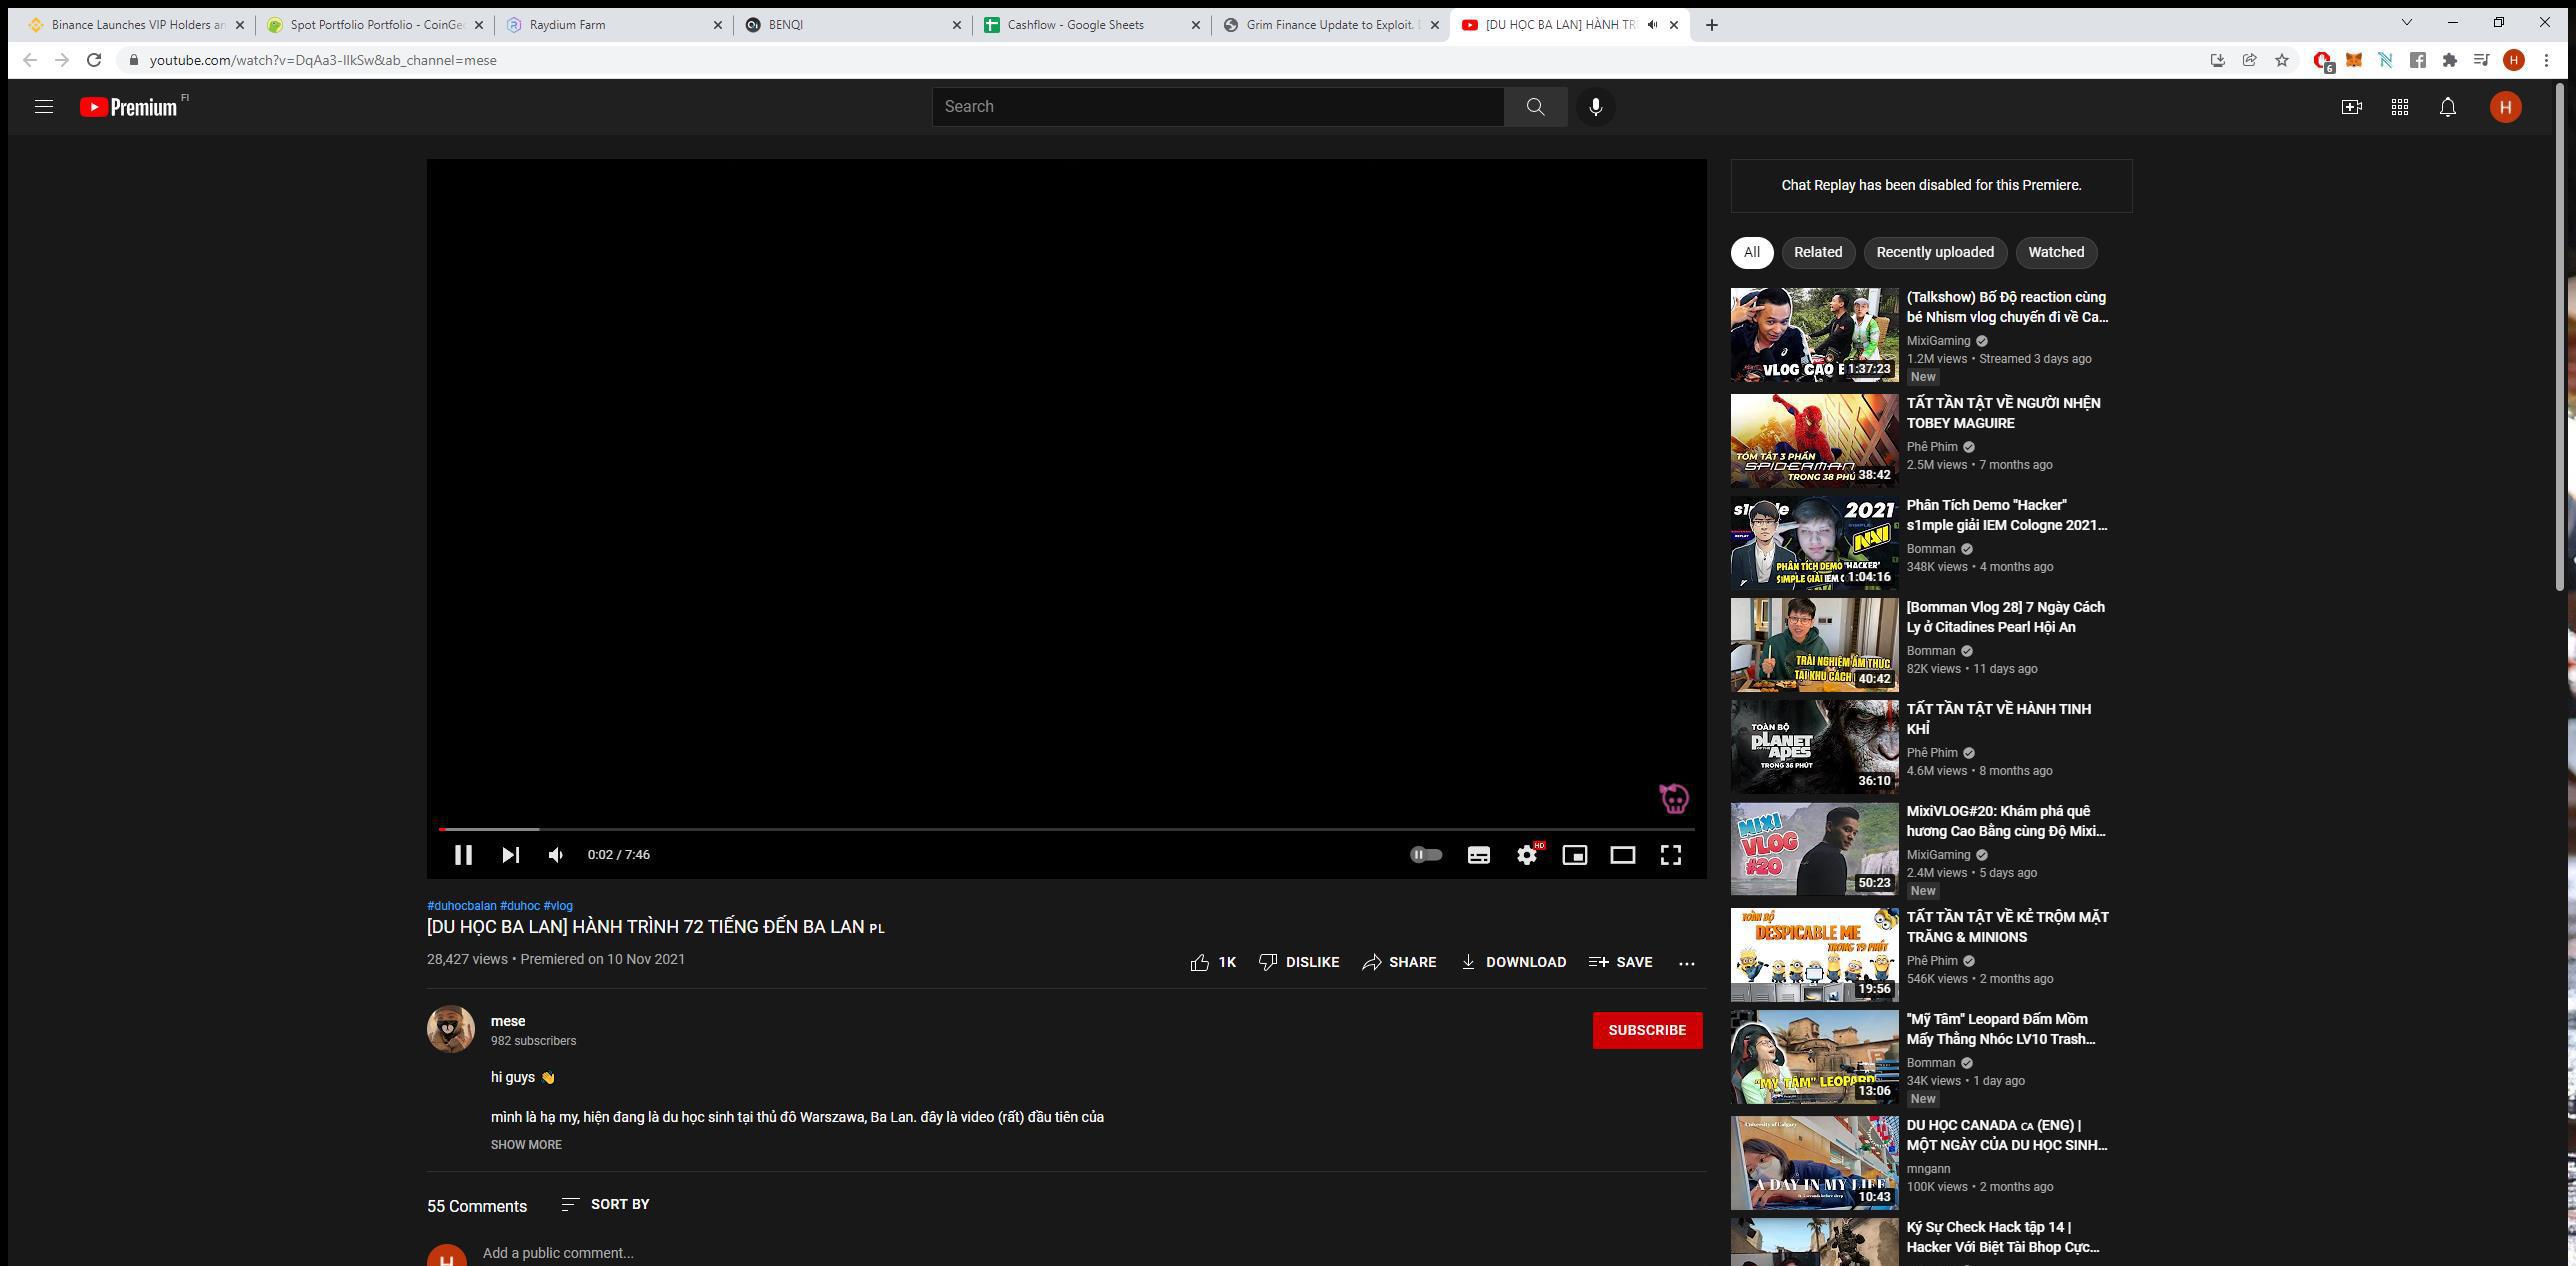 Binance Launches VIP Holders an
Spot Portfolio Portfolio - CoinGec
Raydium Farm
BENQI
Cashflow - Google Sheets
Grim Finance Update to Exploit.
[DU HỌC BA LAN] HÀNH TR
youtube.com/watch?v=DqAa3-lIkSw&ab_channel=mese
6
H
Premium FI
Search
H
Chat Replay has been disabled for this Premiere.
All
Related
Recently uploaded
Watched
VLOG CAO B
1:37:23
(Talkshow) Bố Độ reaction cùng
bé Nhism vlog chuyến đi về Ca...
MixiGaming
1.2M views • Streamed 3 days ago
New
TÓM TẮT 3 PHẦN
SPIDERMAN
TRONG 38 PHÚ
38:42
TẤT TẦN TẬT VỀ NGƯỜI NHỆN
TOBEY MAGUIRE
Phê Phim
2.5M views • 7 months ago
2021
NAVI
PHÂN TÍCH DEMO "HACKER"
S1MPLE GIẢI IEM C
1:04:16
Phân Tích Demo "Hacker"
s1mple giải IEM Cologne 2021...
Bomman
348K views • 4 months ago
TRẢI NGHIỆM ẨM THỰC
TẠI KHU CÁCH
40:42
[Bomman Vlog 28] 7 Ngày Cách
Ly ở Citadines Pearl Hội An
Bomman
82K views • 11 days ago
TOÀN BỘ
PLANET
OF THE
APES
TRONG 36 PHÚT
36:10
TẤT TẦN TẬT VỀ HÀNH TINH
KHỈ
Phê Phim
4.6M views • 8 months ago
MIXI
VLOG
#20
50:23
MixiVLOG#20: Khám phá quê
hương Cao Bằng cùng Độ Mixi...
MixiGaming
2.4M views • 5 days ago
New
TOÀN BỘ
DESPICABLE ME
TRONG 19 PHÚT
19:56
TẤT TẦN TẬT VỀ KẺ TRỘM MẶT
TRĂNG & MINIONS
Phê Phim
546K views • 2 months ago
"MỸ TÂM" LEOPARD
13:06
"Mỹ Tâm" Leopard Đấm Mồm
Mấy Thằng Nhóc LV10 Trash...
Bomman
34K views • 1 day ago
New
University of Calgary
A DAY IN MY LIFE
10:43
DU HỌC CANADA CA (ENG) |
MỘT NGÀY CỦA DU HỌC SINH...
mngann
100K views • 2 months ago
Ký Sự Check Hack tập 14 |
Hacker Với Biệt Tài Bhop Cực...
0:02 / 7:46
HD
#duhocbalan #duhoc #vlog
[DU HỌC BA LAN] HÀNH TRÌNH 72 TIẾNG ĐẾN BA LAN PL
28,427 views • Premiered on 10 Nov 2021
1K
DISLIKE
SHARE
DOWNLOAD
SAVE
mese
982 subscribers
SUBSCRIBE
hi guys 👋
mình là hạ my, hiện đang là du học sinh tại thủ đô Warszawa, Ba Lan. đây là video (rất) đầu tiên của
SHOW MORE
55 Comments
SORT BY
H
Add a public comment...